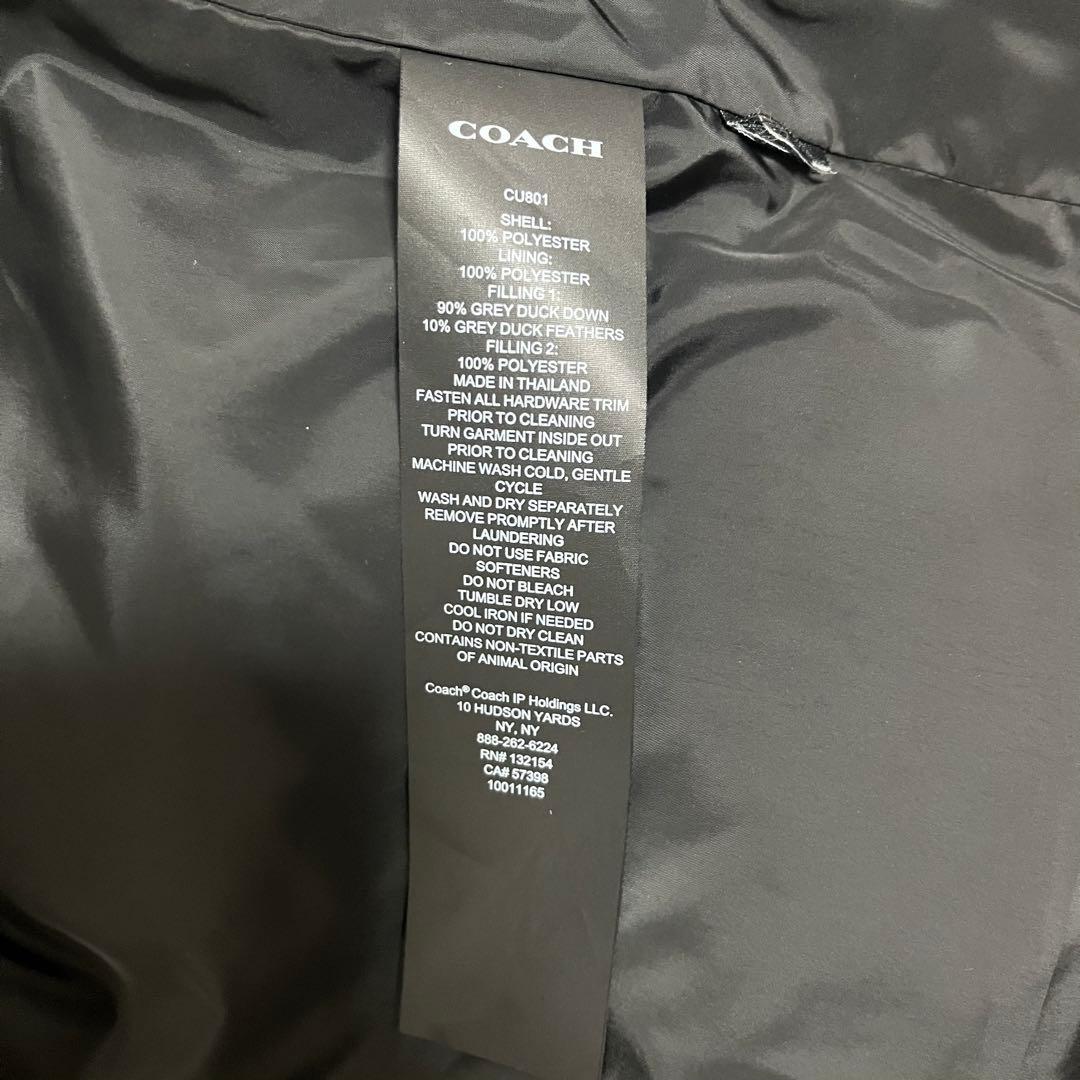 COACH
CU801
SHELL:
100% POLYESTER
LINING:
100% POLYESTER
FILLING 1:
90% GREY DUCK DOWN
10% GREY DUCK FEATHERS
FILLING 2:
100% POLYESTER
MADE IN THAILAND
FASTEN ALL HARDWARE TRIM
PRIOR TO CLEANING
TURN GARMENT INSIDE OUT
PRIOR TO CLEANING
MACHINE WASH COLD, GENTLE
CYCLE
WASH AND DRY SEPARATELY
REMOVE PROMPTLY AFTER
LAUNDERING
DO NOT USE FABRIC
SOFTENERS
DO NOT BLEACH
TUMBLE DRY LOW
COOL IRON IF NEEDED
DO NOT DRY CLEAN
CONTAINS NON-TEXTILE PARTS
OF ANIMAL ORIGIN
Coach® Coach IP Holdings LLC.
10 HUDSON YARDS
NY, NY
888-262-6224
RN# 132154
CA# 57398
10011165